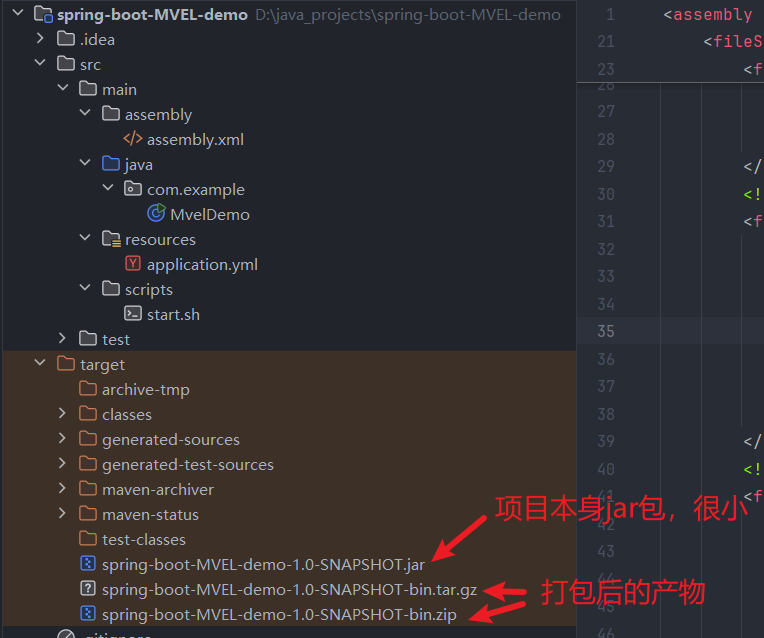 spring-boot-MVEL-demo D:\java_projects\spring-boot-MVEL-demo
.idea
src
main
assembly
</> assembly.xml
java
com.example
MvelDemo
resources
application.yml
scripts
start.sh
test
target
archive-tmp
classes
generated-sources
generated-test-sources
maven-archiver
maven-status
test-classes
spring-boot-MVEL-demo-1.0-SNAPSHOT.jar
spring-boot-MVEL-demo-1.0-SNAPSHOT-bin.tar.gz
spring-boot-MVEL-demo-1.0-SNAPSHOT-bin.zip
1 <assembly
21 <fileS
23 <f
26
27
28
29 </
30 <!
31 <f
32
33
34
35
36
37
38
39 </
40 <!
41 <f
42
43
44
45
46
项目本身jar包，很小
打包后的产物